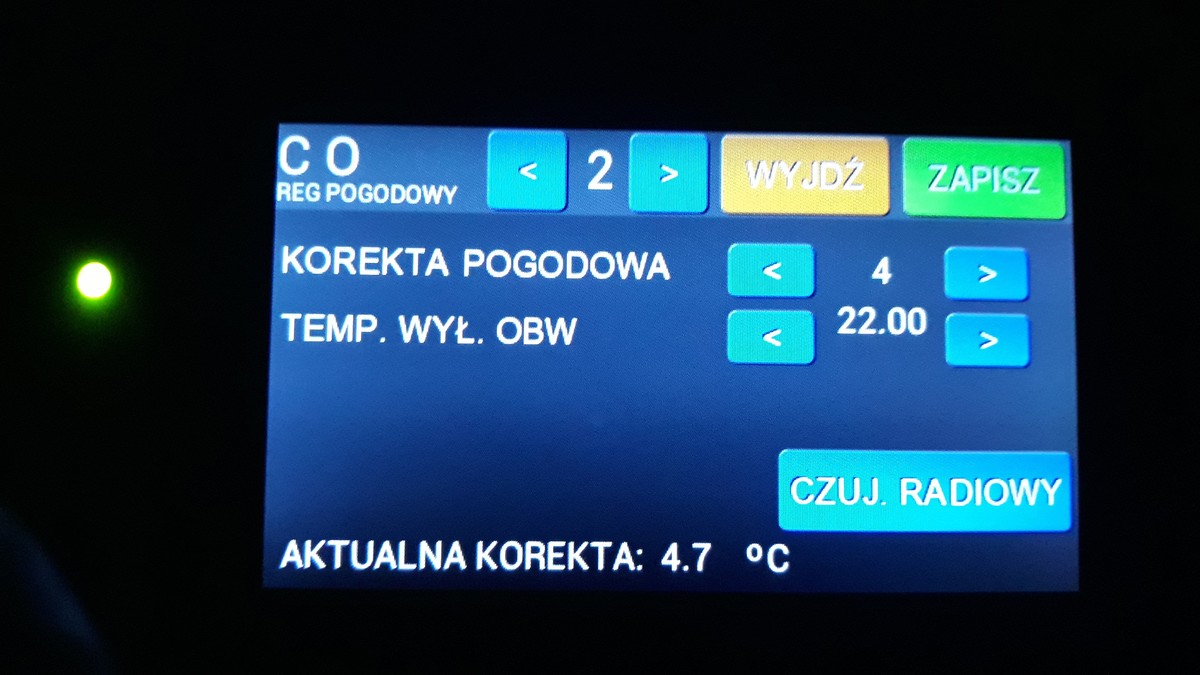 C O < 2 > WYJDŹ ZAPISZ
REG POGODOWY
KOREKTA POGODOWA < 4 >
TEMP. WYŁ. OBW < 22.00 >
CZUJ. RADIOWY
AKTUALNA KOREKTA: 4.7 ºC